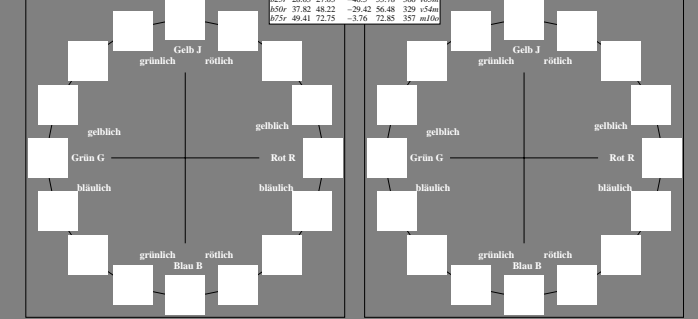 b50r 37.82 48.22 −29.42 56.48 329 v54m
b75r 49.41 72.75 −3.76 72.85 357 m10o
Gelb J
grünlich rötlich
gelblich gelblich
Grün G Rot R
bläulich bläulich
grünlich rötlich
Blau B
Gelb J
grünlich rötlich
gelblich gelblich
Grün G Rot R
bläulich bläulich
grünlich rötlich
Blau B